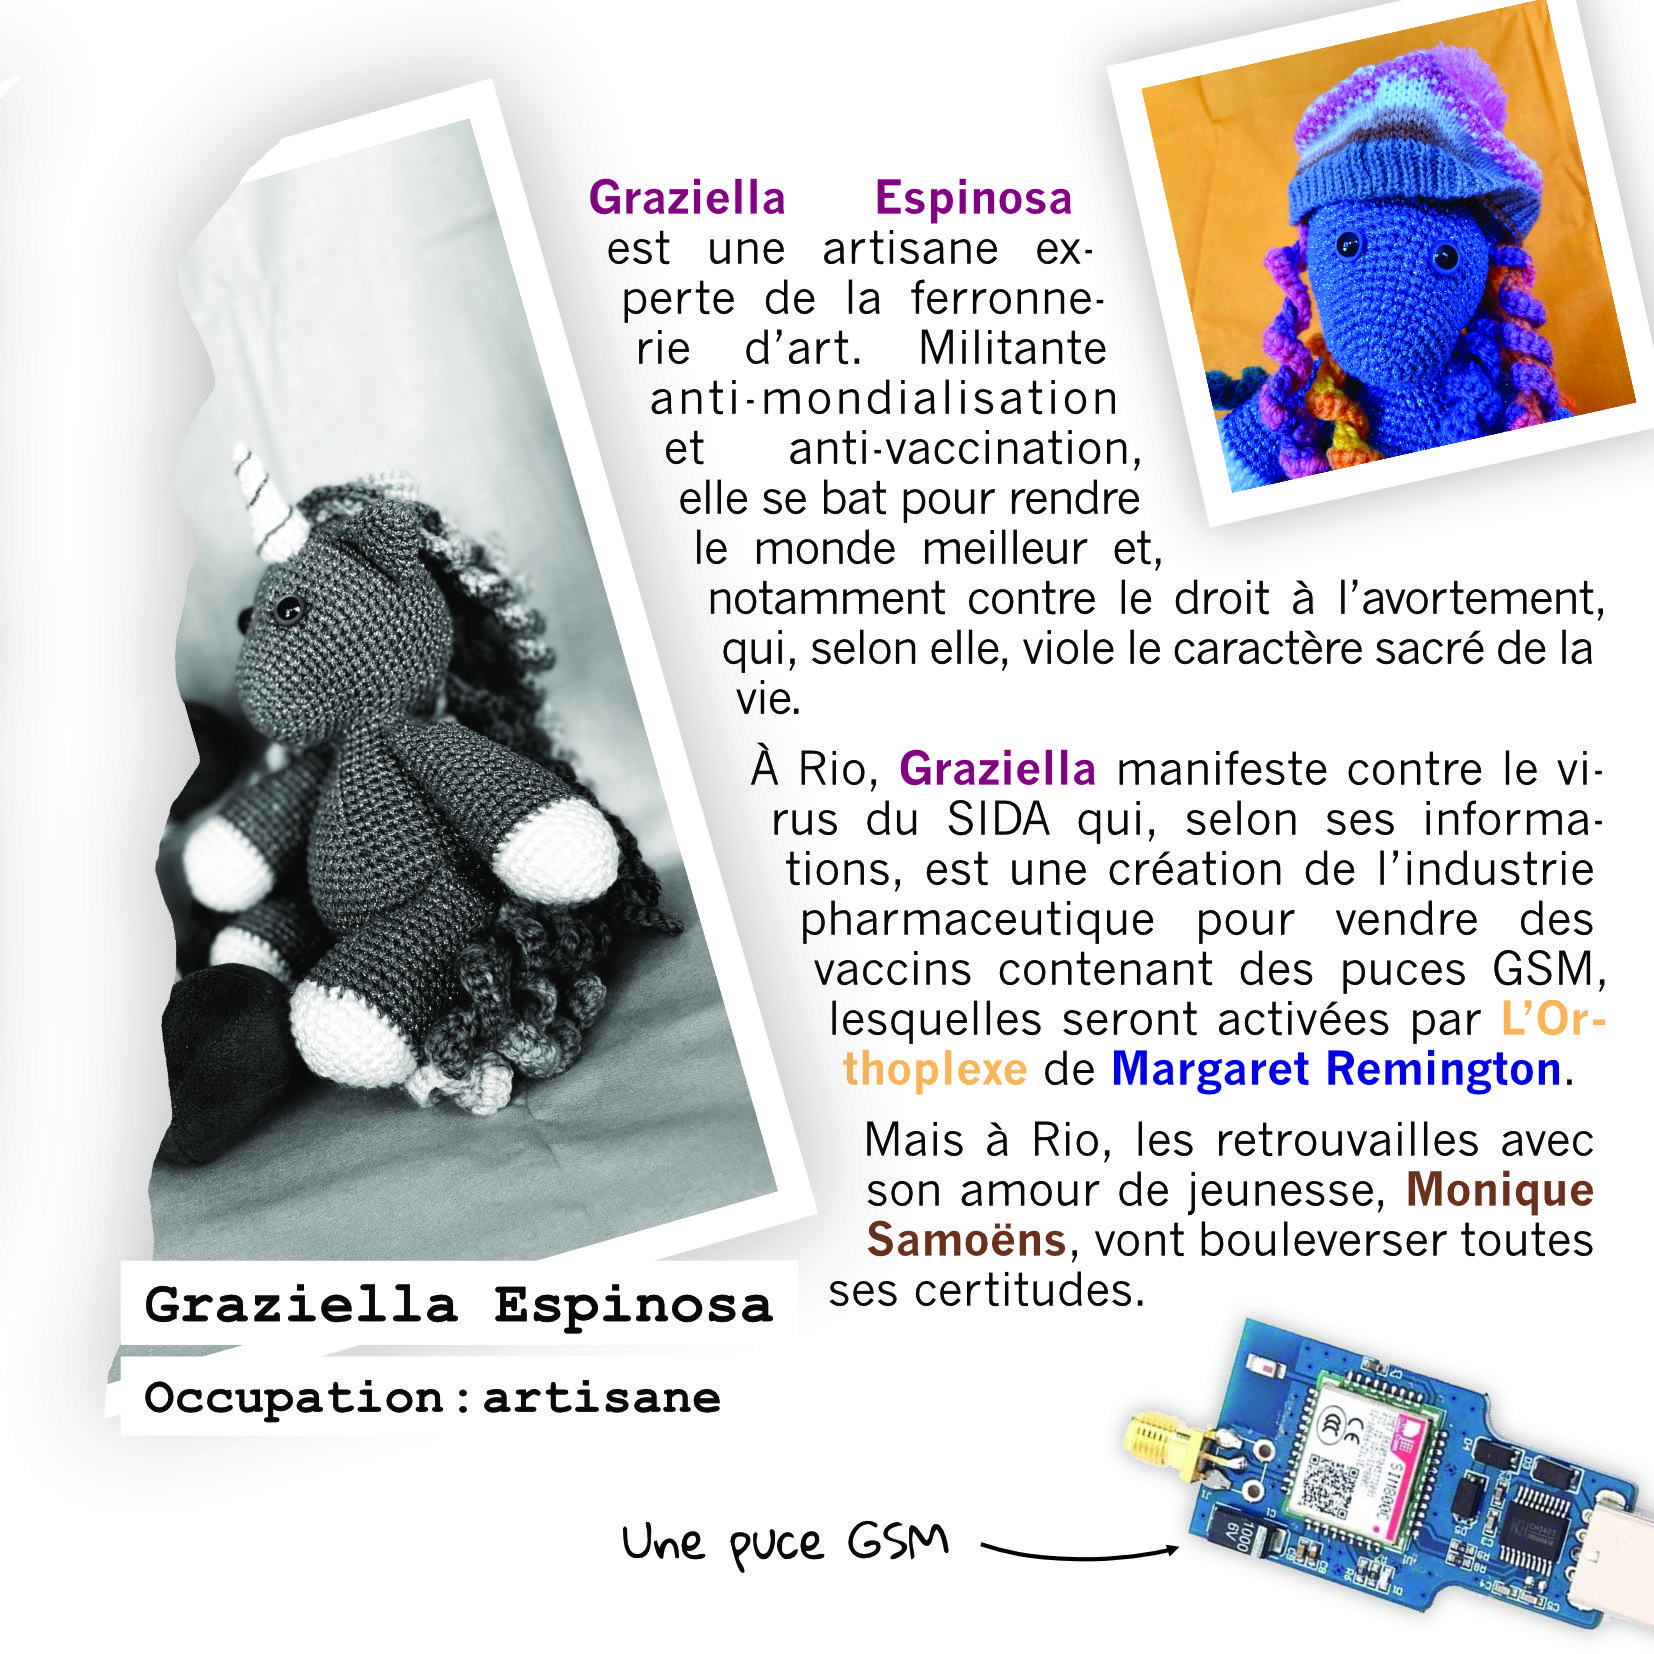 Graziella Espinosa
est une artisane ex-
perte de la ferronne-
rie d’art. Militante
anti-mondialisation
et anti-vaccination,
elle se bat pour rendre
le monde meilleur et,
notamment contre le droit à l’avortement,
qui, selon elle, viole le caractère sacré de la
vie.
À Rio, Graziella manifeste contre le vi-
rus du SIDA qui, selon ses informa-
tions, est une création de l’industrie
pharmaceutique pour vendre des
vaccins contenant des puces GSM,
lesquelles seront activées par L’Or-
thoplexe de Margaret Remington.
Mais à Rio, les retrouvailles avec
son amour de jeunesse, Monique
Samoëns, vont bouleverser toutes
ses certitudes.
Graziella Espinosa
Occupation : artisane
Une puce GSM
SIM800C
1000
6V